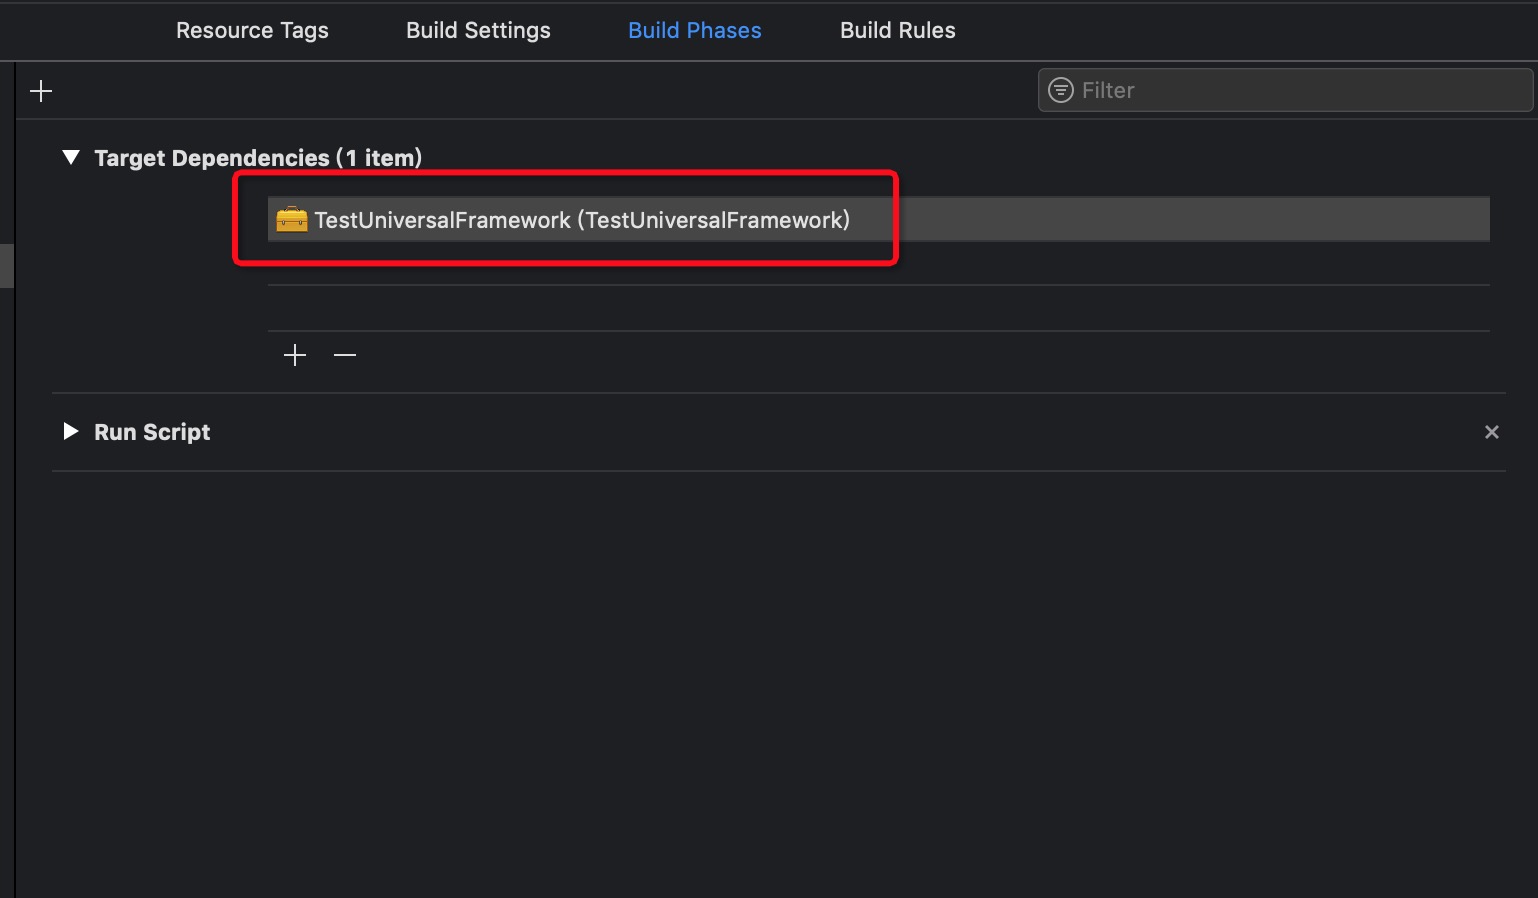 Resource Tags Build Settings Build Phases Build Rules
Filter
Target Dependencies (1 item)
TestUniversalFramework (TestUniversalFramework)
Run Script